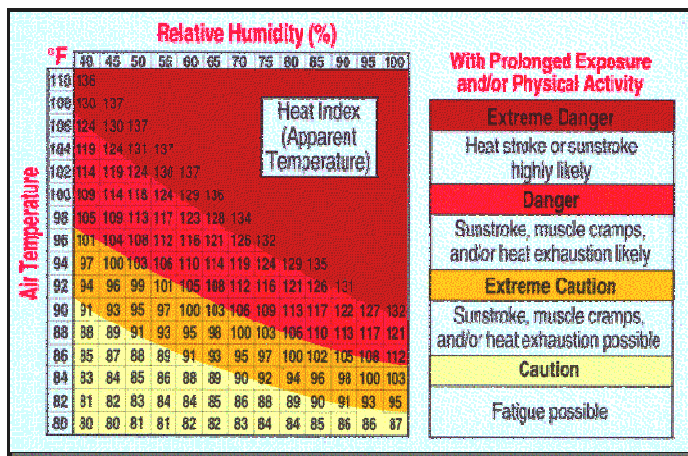 Relative Humidity (%)
°F 40 45 50 55 60 65 70 75 80 85 90 95 100
110 136
108 130 137
106 124 130 137
104 119 124 131 137
102 114 119 124 130 137
100 109 114 118 124 129 136
98 105 109 113 117 123 128 134
96 101 104 108 112 116 121 126 132
94 97 100 103 106 110 114 119 124 129 135
92 94 96 99 101 105 108 112 116 121 126 131
90 91 93 95 97 100 103 106 109 113 117 122 127 132
88 88 89 91 93 95 98 100 103 106 110 113 117 121
86 85 87 88 89 91 93 95 97 100 102 105 108 112
84 83 84 85 86 88 89 90 92 94 96 98 100 103
82 81 82 83 84 84 85 86 88 89 90 91 93 95
80 80 80 81 81 82 82 83 84 84 85 86 86 87
Air Temperature
Heat Index
(Apparent
Temperature)
With Prolonged Exposure
and/or Physical Activity
Extreme Danger
Heat stroke or sunstroke
highly likely
Danger
Sunstroke, muscle cramps,
and/or heat exhaustion likely
Extreme Caution
Sunstroke, muscle cramps,
and/or heat exhaustion possible
Caution
Fatigue possible